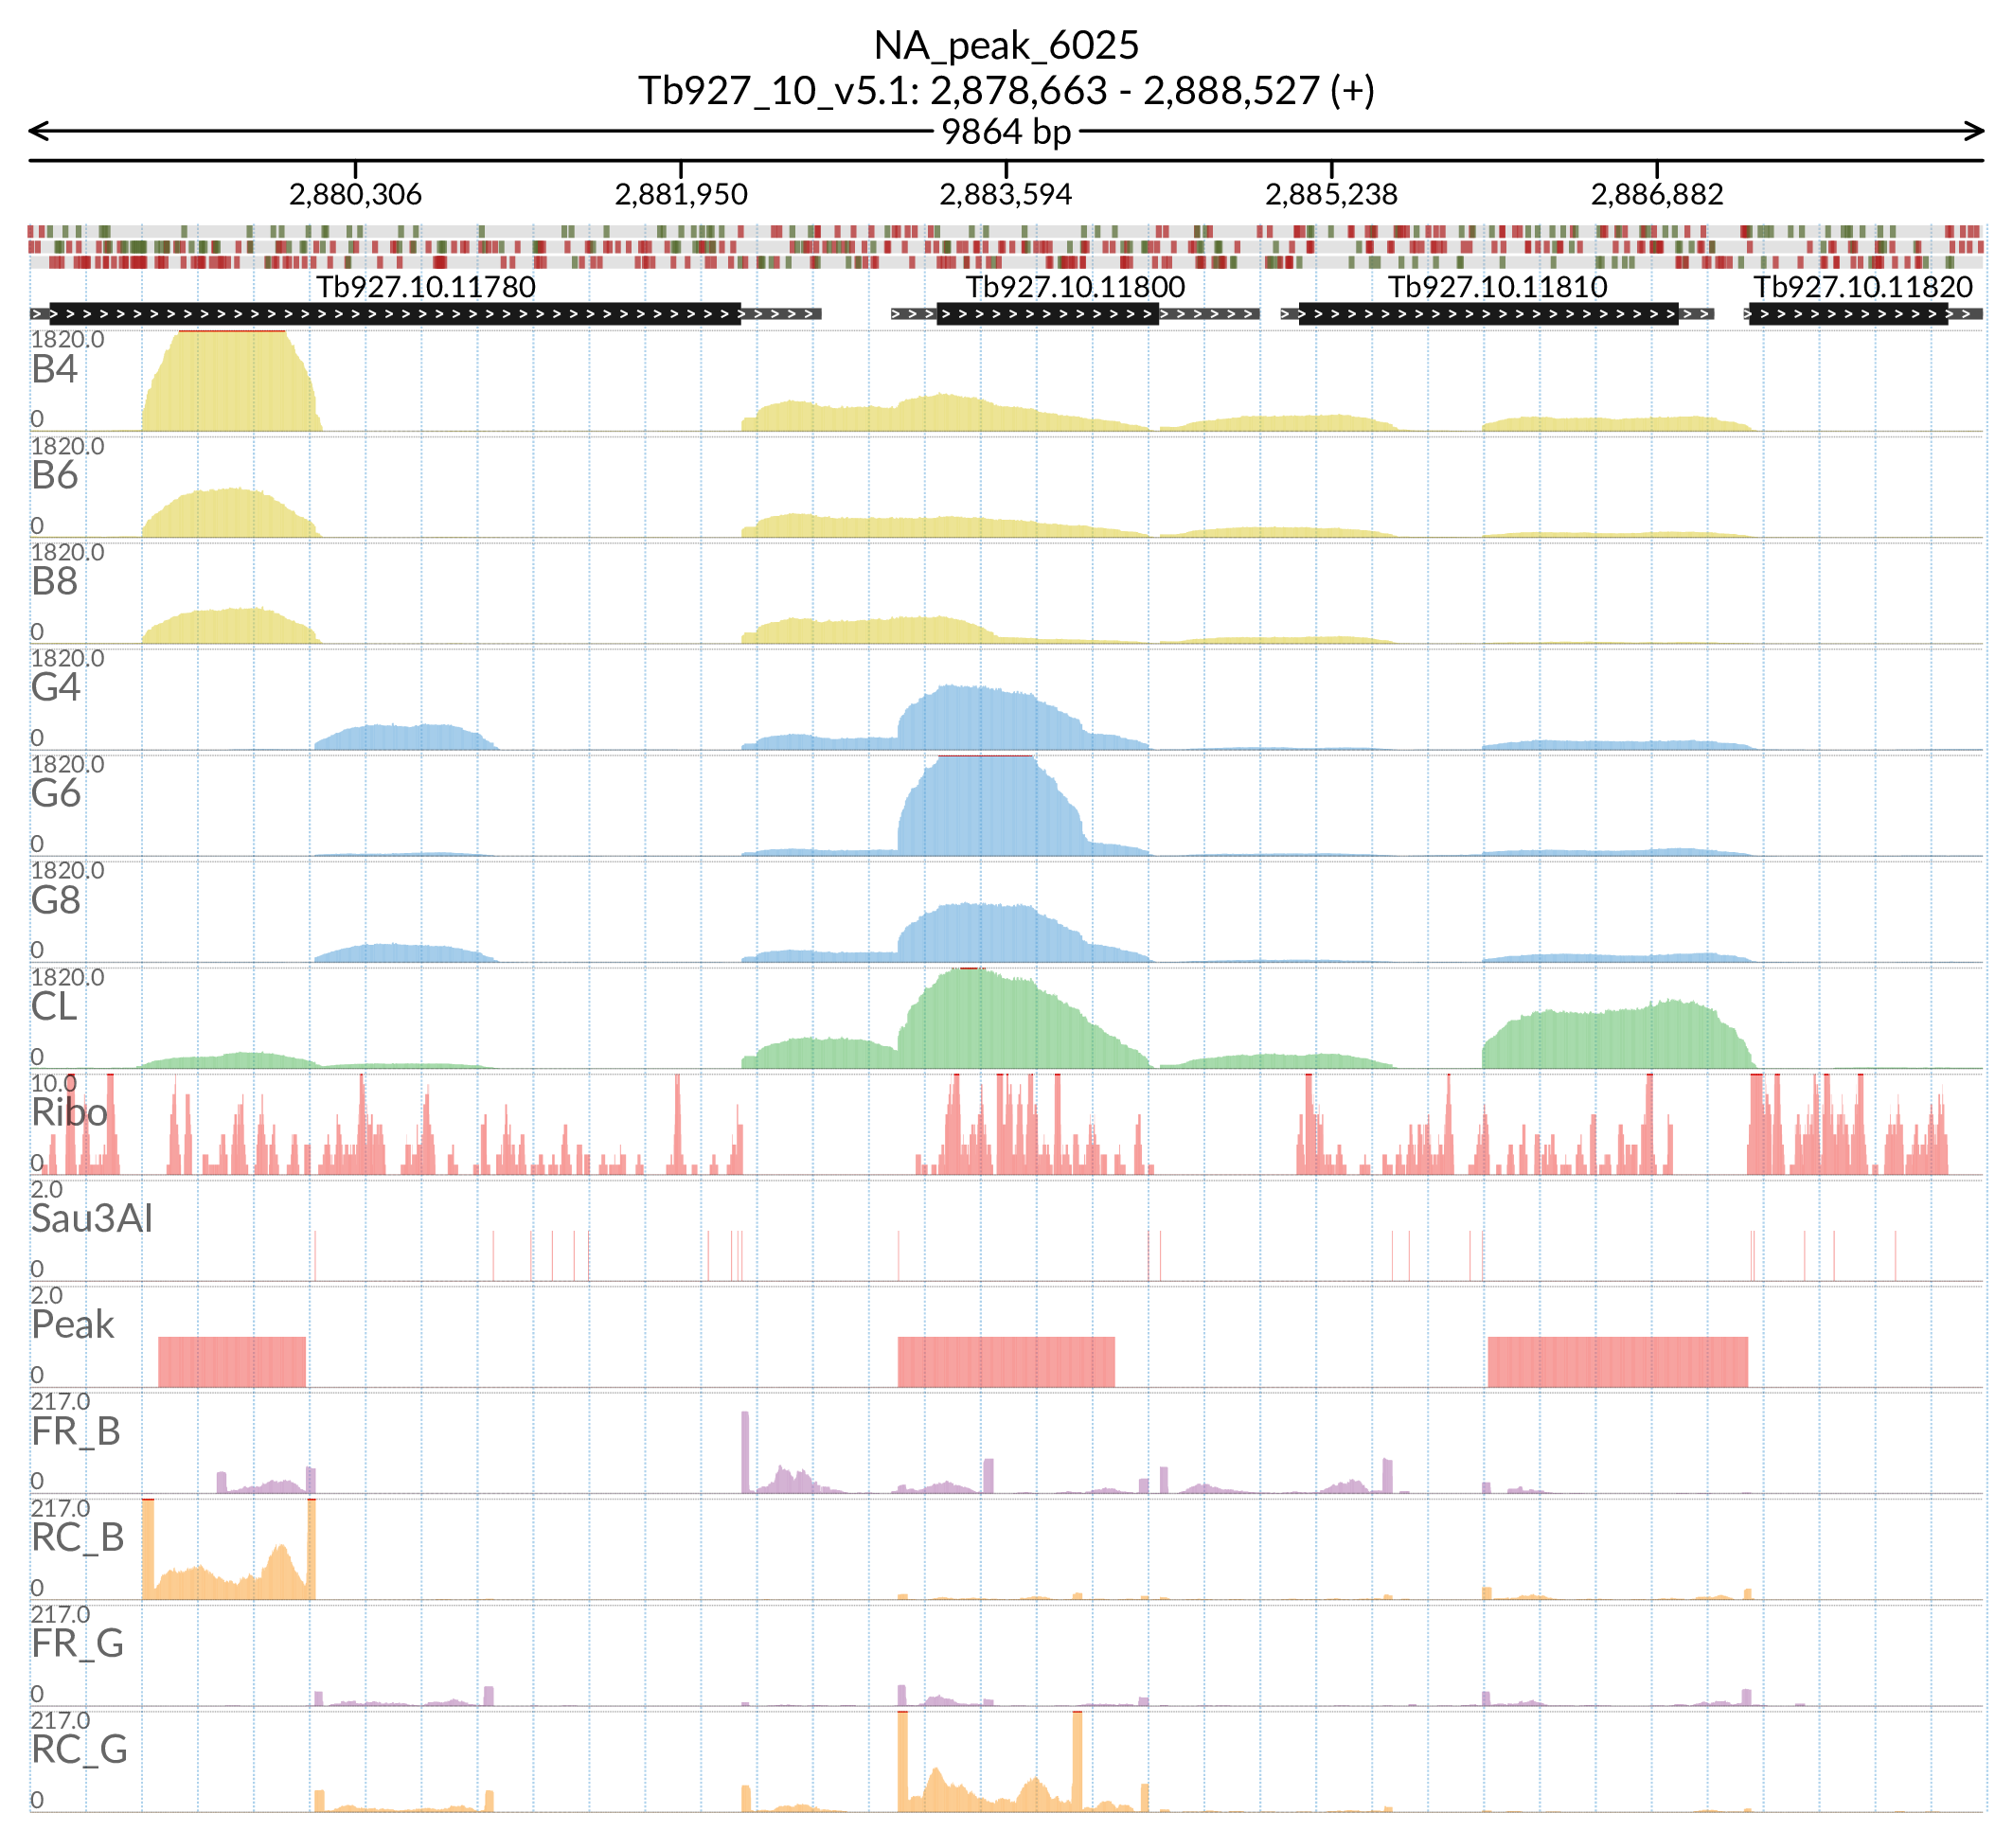 NA_peak_6025
Tb927_10_v5.1: 2,878,663 - 2,888,527 (+)
9864 bp
2,880,306 2,881,950 2,883,594 2,885,238 2,886,882
Tb927.10.11780 Tb927.10.11800 Tb927.10.11810 Tb927.10.11820
1820.0
B4
0
1820.0
B6
0
1820.0
B8
0
1820.0
G4
0
1820.0
G6
0
1820.0
G8
0
1820.0
CL
0
10.0
Ribo
0
2.0
Sau3AI
0
2.0
Peak
0
217.0
FR_B
0
217.0
RC_B
0
217.0
FR_G
0
217.0
RC_G
0